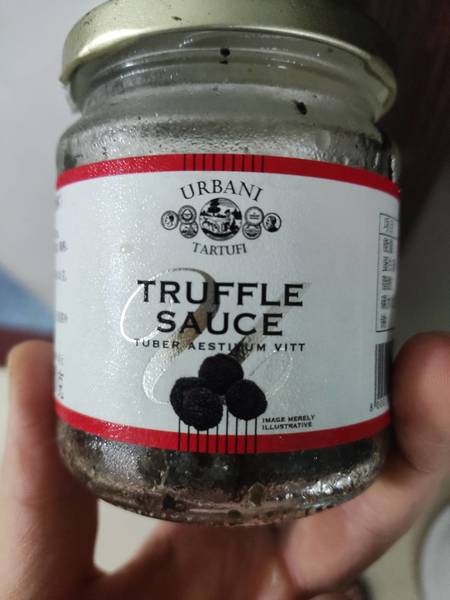 URBANI
TARTUFI
TRUFFLE
SAUCE
TUBER AESTIVUM VITT
IMAGE MERELY
ILLUSTRATIVE